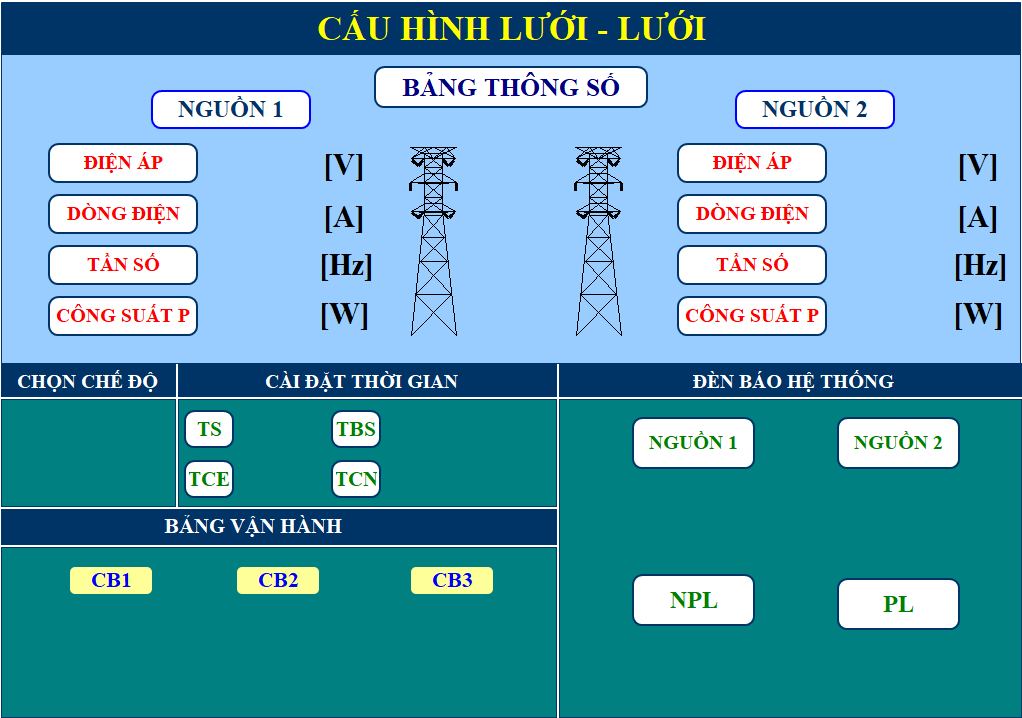 CẤU HÌNH LƯỚI - LƯỚI
BẢNG THÔNG SỐ
NGUỒN 1
NGUỒN 2
ĐIỆN ÁP [V]
ĐIỆN ÁP [V]
DÒNG ĐIỆN [A]
DÒNG ĐIỆN [A]
TẦN SỐ [Hz]
TẦN SỐ [Hz]
CÔNG SUẤT P [W]
CÔNG SUẤT P [W]
CHỌN CHẾ ĐỘ
CÀI ĐẶT THỜI GIAN
ĐÈN BÁO HỆ THỐNG
TS
TBS
TCE
TCN
NGUỒN 1
NGUỒN 2
BẢNG VẬN HÀNH
CB1
CB2
CB3
NPL
PL